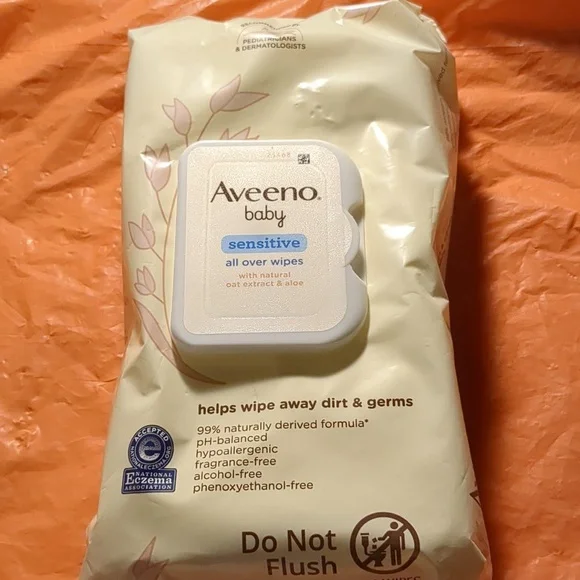 PEDIATRICIANS
& DERMATOLOGISTS
Aveeno®
baby
sensitive
all over wipes
with natural
oat extract & aloe
helps wipe away dirt & germs
99% naturally derived formula*
pH-balanced
hypoallergenic
fragrance-free
alcohol-free
phenoxyethanol-free
ACCEPTED
e
NATIONALECZEMA.ORG
NATIONAL
Eczema
ASSOCIATION
Do Not
Flush